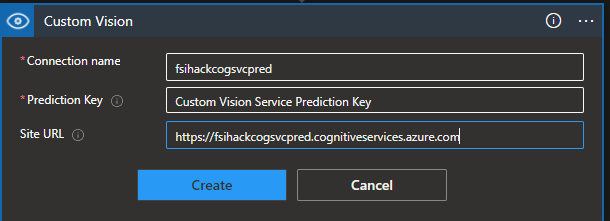 Custom Vision
*Connection name
fsihackcogsvcpred
*Prediction Key
Custom Vision Service Prediction Key
Site URL
https://fsihackcogsvcpred.cognitiveservices.azure.com
Create
Cancel